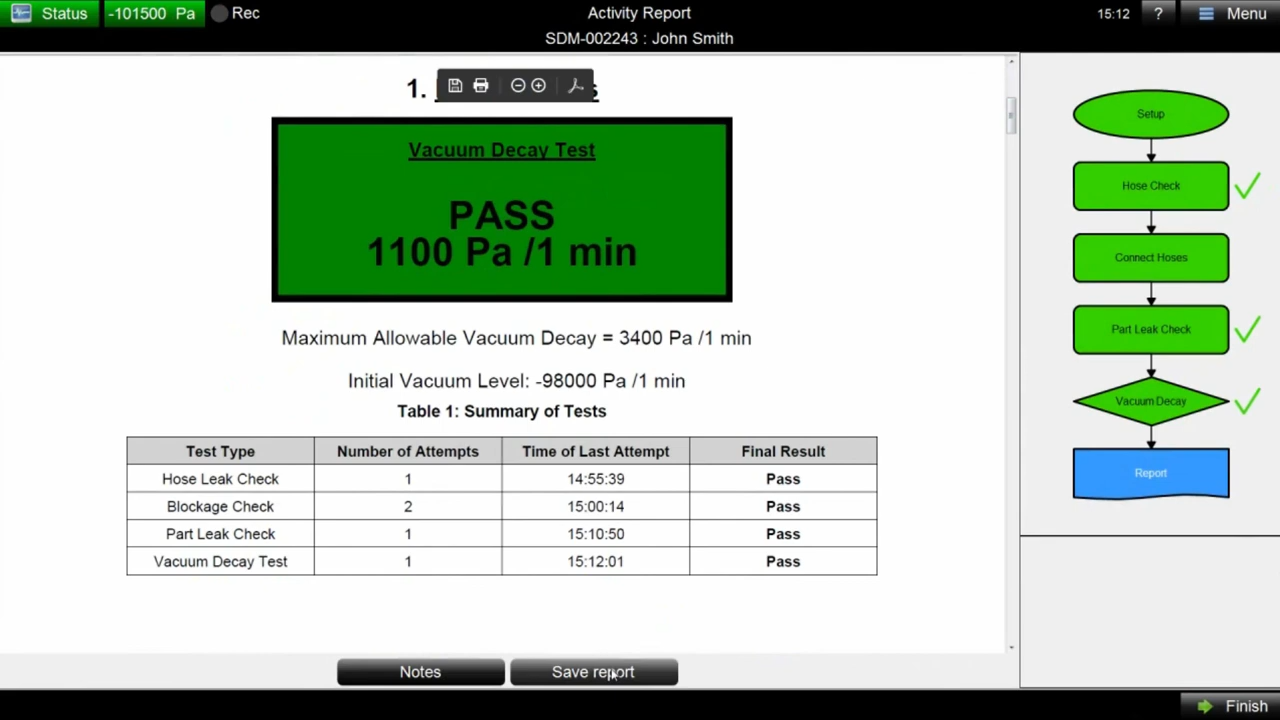 Status -101500 Pa Rec
Activity Report
SDM-002243 : John Smith
15:12 ? Menu
1.
Vacuum Decay Test
PASS
1100 Pa /1 min
Maximum Allowable Vacuum Decay = 3400 Pa /1 min
Initial Vacuum Level: -98000 Pa /1 min
Table 1: Summary of Tests
Test Type Number of Attempts Time of Last Attempt Final Result
Hose Leak Check 1 14:55:39 Pass
Blockage Check 2 15:00:14 Pass
Part Leak Check 1 15:10:50 Pass
Vacuum Decay Test 1 15:12:01 Pass
Notes Save report
Setup
Hose Check
Connect Hoses
Part Leak Check
Vacuum Decay
Report
Finish